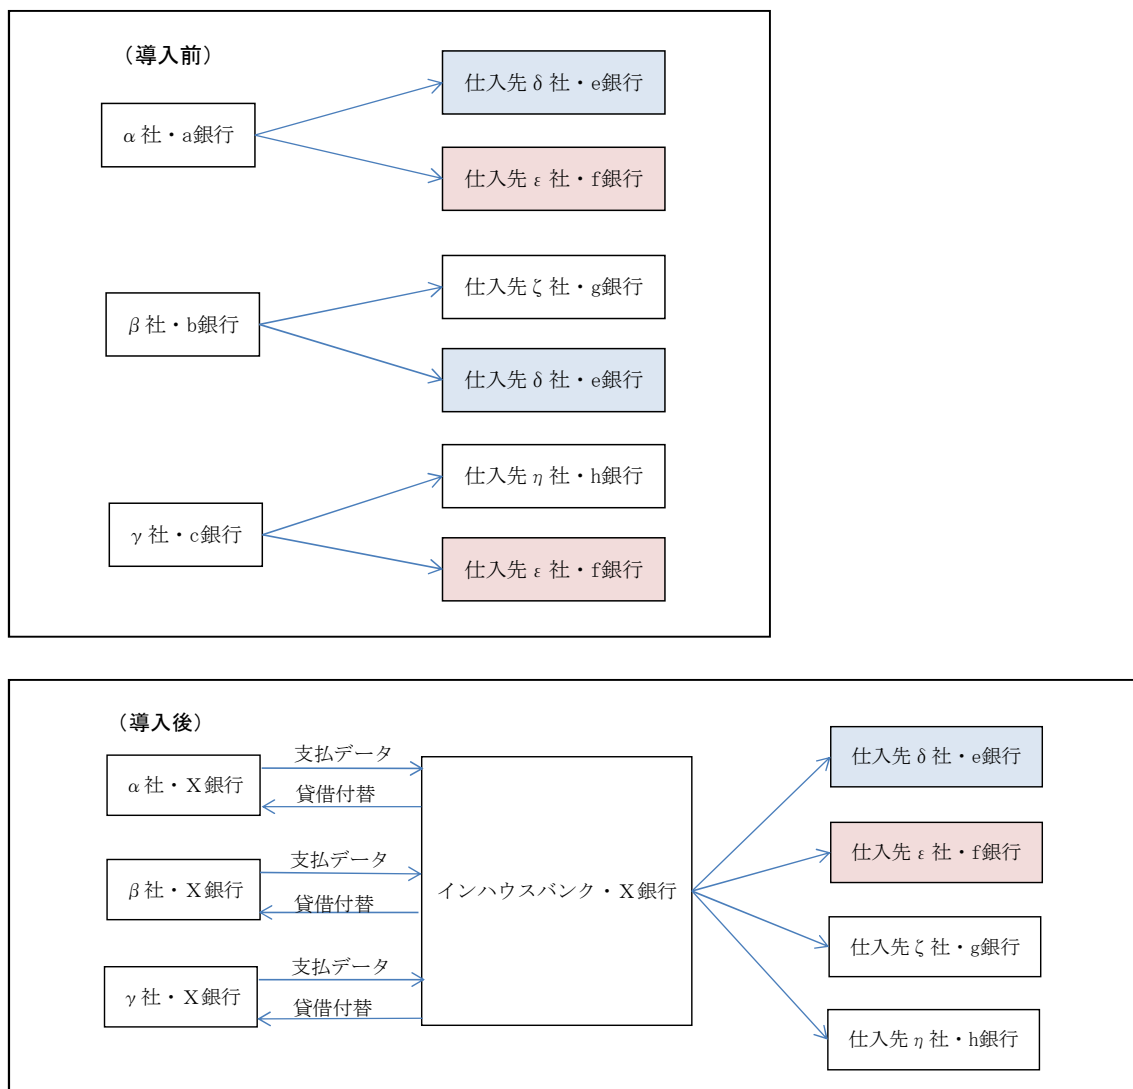 （導入前）
仕入先δ社・e銀行
α社・a銀行
仕入先ε社・f銀行
仕入先ζ社・g銀行
β社・b銀行
仕入先δ社・e銀行
仕入先η社・h銀行
γ社・c銀行
仕入先ε社・f銀行
（導入後）
支払データ
α社・X銀行
貸借付替
支払データ
β社・X銀行
貸借付替
支払データ
γ社・X銀行
貸借付替
インハウスバンク・X銀行
仕入先δ社・e銀行
仕入先ε社・f銀行
仕入先ζ社・g銀行
仕入先η社・h銀行